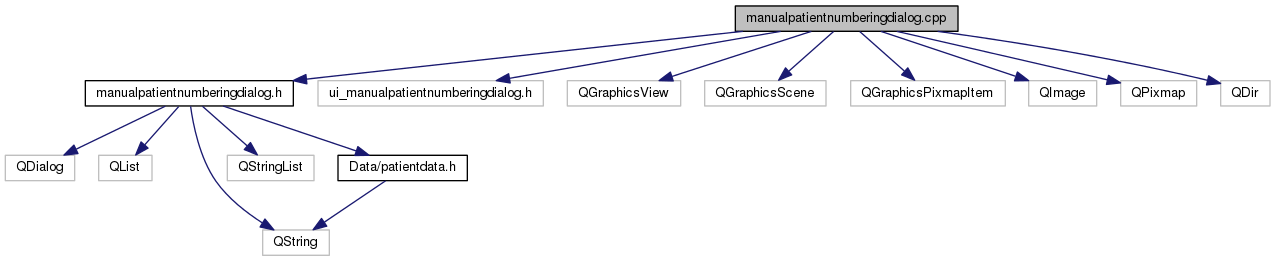 manualpatientnumberingdialog.cpp
manualpatientnumberingdialog.h
ui_manualpatientnumberingdialog.h
QGraphicsView
QGraphicsScene
QGraphicsPixmapItem
QImage
QPixmap
QDir
QDialog
QList
QStringList
Data/patientdata.h
QString